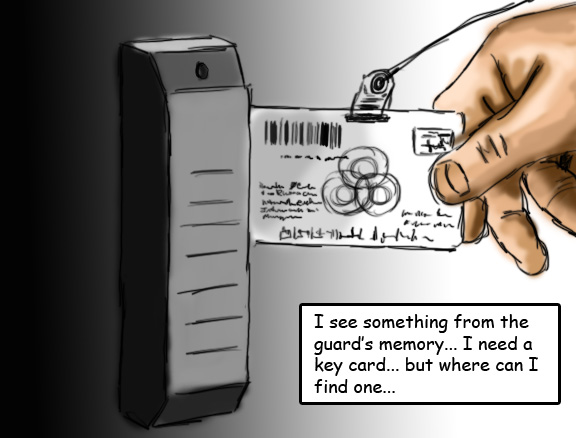 I see something from the
guard's memory... I need a
key card... but where can I
find one...